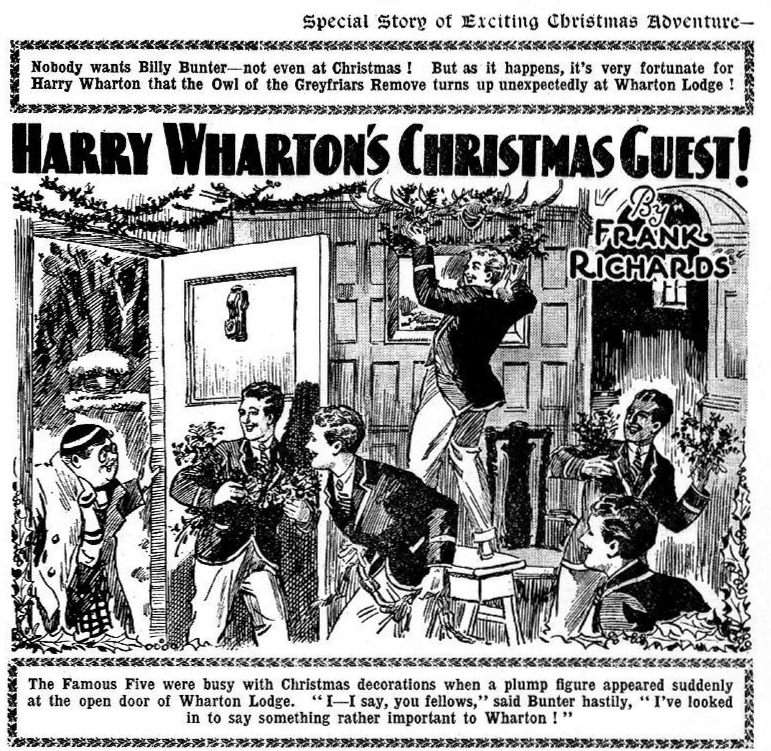 Special Story of Exciting Christmas Adventure—
Nobody wants Billy Bunter—not even at Christmas! But as it happens, it's very fortunate for
Harry Wharton that the Owl of the Greyfriars Remove turns up unexpectedly at Wharton Lodge!
HARRY WHARTON'S CHRISTMAS GUEST!
By
FRANK
RICHARDS
The Famous Five were busy with Christmas decorations when a plump figure appeared suddenly
at the open door of Wharton Lodge. "I—I say, you fellows," said Bunter hastily, "I've looked
in to say something rather important to Wharton!"